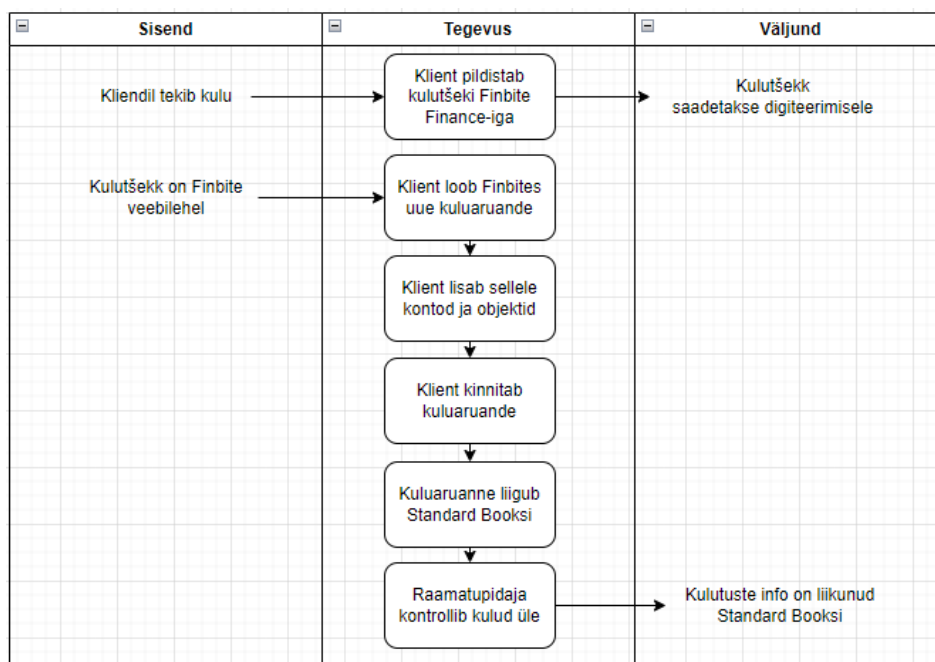 Sisend
Tegevus
Väljund
Kliendil tekib kulu
Klient pildistab
kulutšeki Finbite
Finance-iga
Kulutšekk
saadetakse digiteerimisele
Kulutšekk on Finbite
veebilehel
Klient loob Finbites
uue kuluaruande
Klient lisab sellele
kontod ja objektid
Klient kinnitab
kuluaruande
Kuluaruanne liigub
Standard Booksi
Raamatupidaja
kontrollib kulud üle
Kulutuste info on liikunud
Standard Booksi